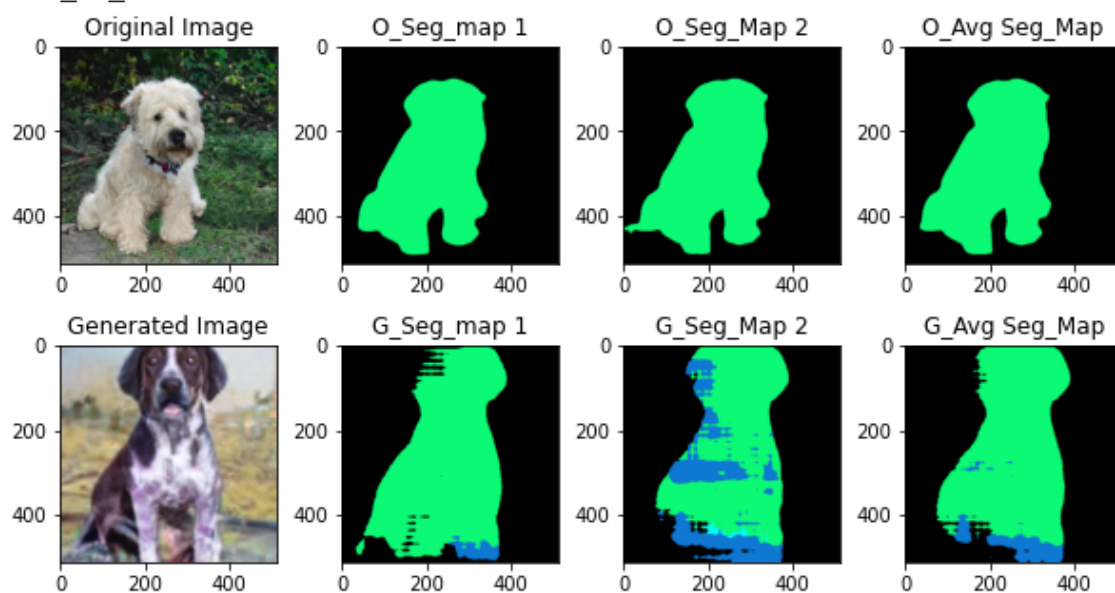 Original Image O_Seg_map 1 O_Seg_Map 2 O_Avg Seg_Map
0 0 0 0
200 200 200 200
400 400 400 400
0 200 400 0 200 400 0 200 400 0 200 400
Generated Image G_Seg_map 1 G_Seg_Map 2 G_Avg Seg_Map
0 0 0 0
200 200 200 200
400 400 400 400
0 200 400 0 200 400 0 200 400 0 200 400